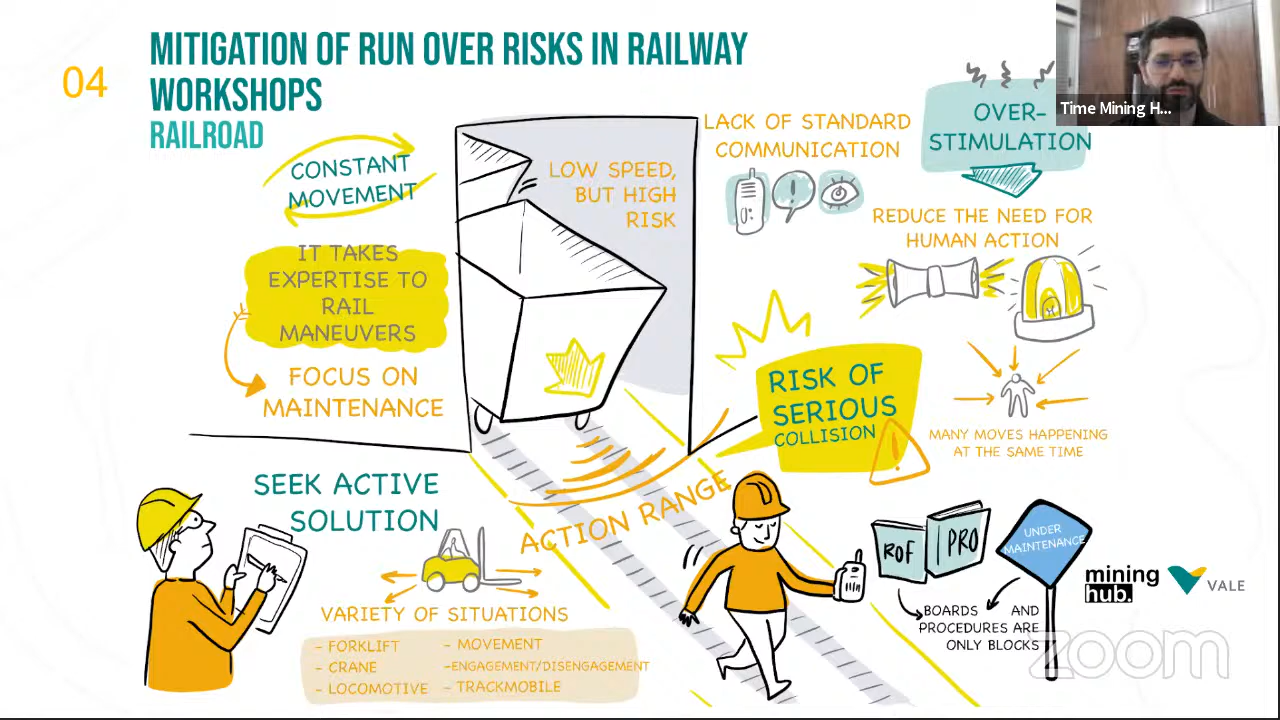 04
MITIGATION OF RUN OVER RISKS IN RAILWAY
WORKSHOPS
RAILROAD
Time Mining H...
CONSTANT
MOVEMENT
IT TAKES
EXPERTISE TO
RAIL
MANEUVERS
FOCUS ON
MAINTENANCE
LOW SPEED,
BUT HIGH
RISK
LACK OF STANDARD
COMMUNICATION
OVER-
STIMULATION
REDUCE THE NEED FOR
HUMAN ACTION
RISK OF
SERIOUS
COLLISION
MANY MOVES HAPPENING
AT THE SAME TIME
SEEK ACTIVE
SOLUTION
ACTION RANGE
VARIETY OF SITUATIONS
- FORKLIFT
- CRANE
- LOCOMOTIVE
- MOVEMENT
-ENGAGEMENT/DISENGAGEMENT
- TRACKMOBILE
ROF
PRO
UNDER
MAINTENANCE
BOARDS AND
PROCEDURES ARE
ONLY BLOCKS
mining
hub.
VALE
zoom